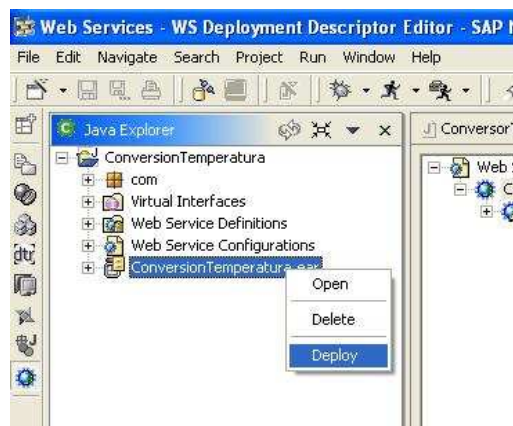 Web Services - WS Deployment Descriptor Editor - SAP
File Edit Navigate Search Project Run Window Help
Java Explorer
ConversionTemperatura
com
Virtual Interfaces
Web Service Definitions
Web Service Configurations
ConversionTemperatura.ear
Open
Delete
Deploy
Conversor
Web